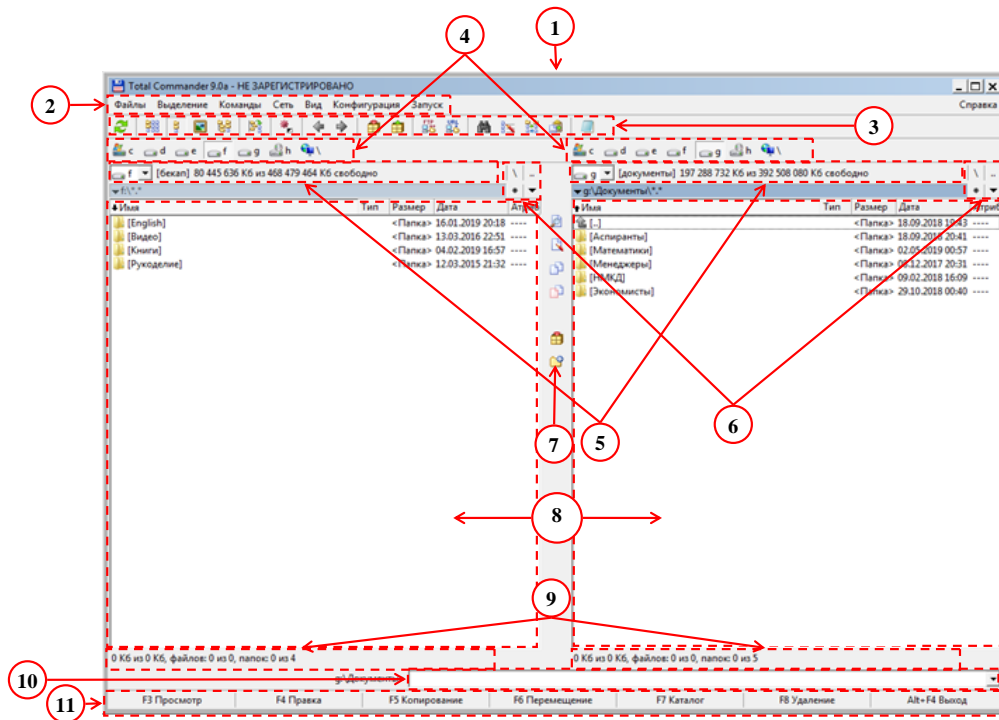 4
1
Total Commander 9.0a - НЕ ЗАРЕГИСТРИРОВАНО
2
Файлы Выделение Команды Сеть Вид Конфигурация Запуск Справка
3
c d e f g h \
c d e f g h \
f [бекап] 80 445 636 Кб из 468 479 464 Кб свободно \ ..
g [документы] 197 288 732 Кб из 392 508 080 Кб свободно \ ..
f:\*.*
g:\Документы\*.*
Имя Тип Размер Дата
[English] <Папка> 16.01.2019 20:18 ----
[Видео] <Папка> 13.03.2016 22:51 ----
[Книги] <Папка> 04.02.2019 16:57 ----
[Рукоделие] <Папка> 12.03.2015 21:32 ----
Имя Тип Размер Дата Атриб
[..] <Папка> 18.09.2018 19:43 ----
[Аспиранты] <Папка> 18.09.2018 20:41 ----
[Математики] <Папка> 02.05.2019 00:57 ----
[Менеджеры] <Папка> 08.12.2017 20:31 ----
[НМКД] <Папка> 09.02.2018 16:09 ----
[Экономисты] <Папка> 29.10.2018 00:40 ----
7
5
6
8
9
0 Кб из 0 Кб, файлов: 0 из 0, папок: 0 из 4
0 Кб из 0 Кб, файлов: 0 из 0, папок: 0 из 5
10
11
F3 Просмотр F4 Правка F5 Копирование F6 Перемещение F7 Каталог F8 Удаление Alt+F4 Выход